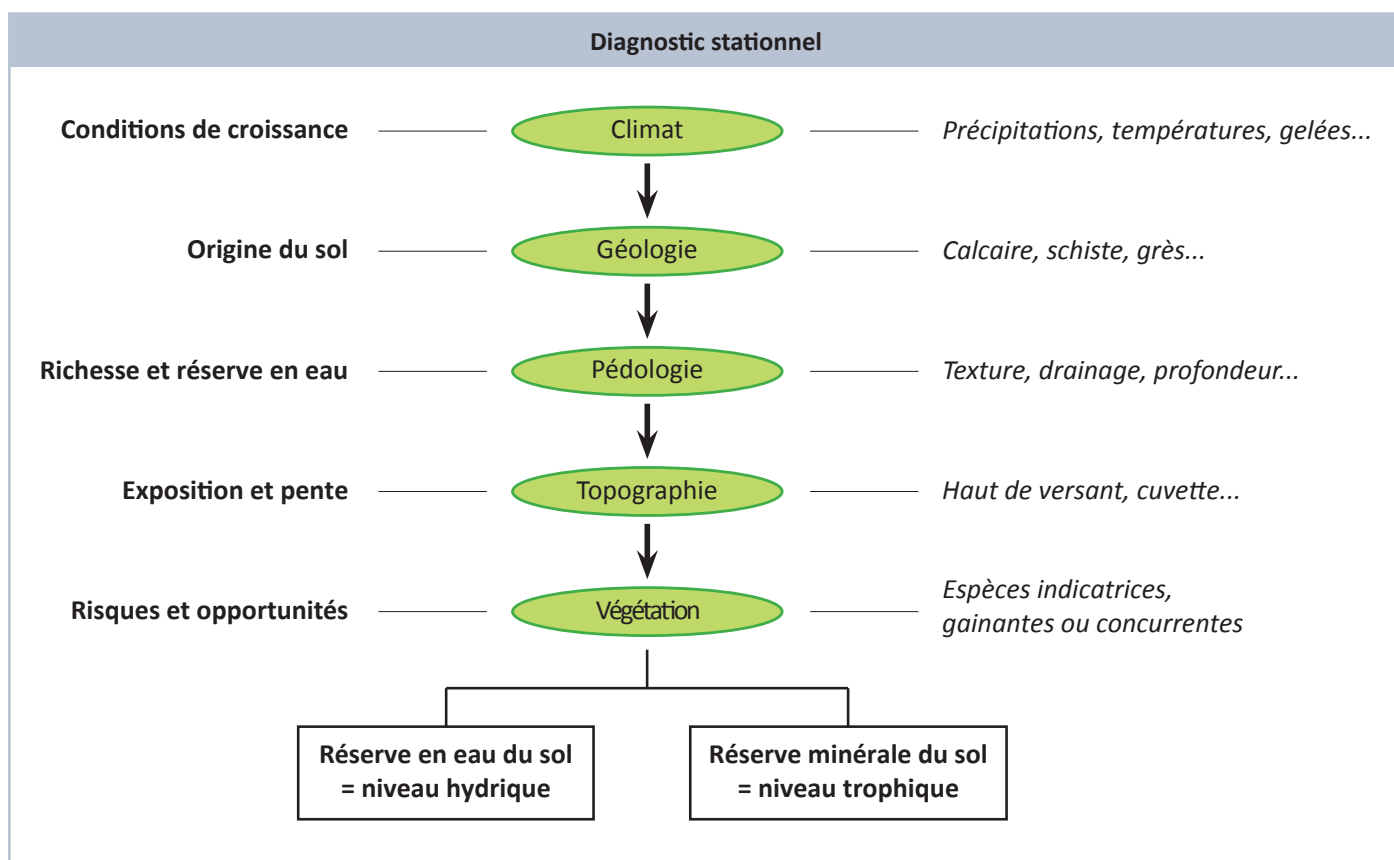 Diagnostic stationnel
Conditions de croissance
Climat
Précipitations, températures, gelées...
Origine du sol
Géologie
Calcaire, schiste, grès...
Richesse et réserve en eau
Pédologie
Texture, drainage, profondeur...
Exposition et pente
Topographie
Haut de versant, cuvette...
Risques et opportunités
Végétation
Espèces indicatrices,
gainantes ou concurrentes
Réserve en eau du sol
= niveau hydrique
Réserve minérale du sol
= niveau trophique